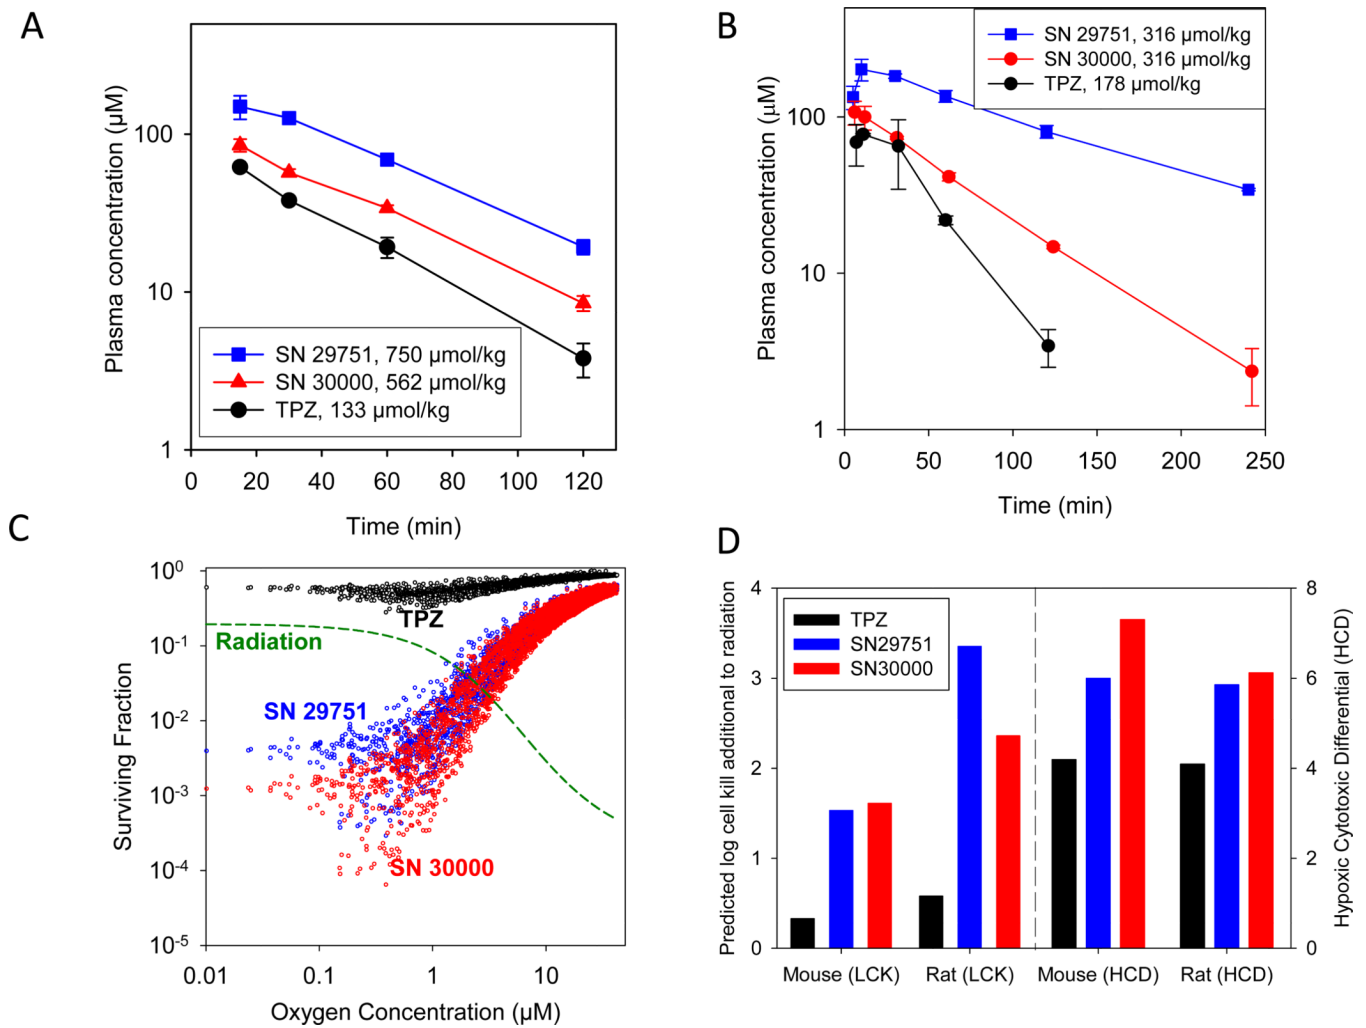 A
Plasma concentration (µM)
100
10
1
0
20
40
60
80
100
120
Time (min)
SN 29751, 750 µmol/kg
SN 30000, 562 µmol/kg
TPZ, 133 µmol/kg
B
Plasma concentration (µM)
100
10
1
0
50
100
150
200
250
Time (min)
SN 29751, 316 µmol/kg
SN 30000, 316 µmol/kg
TPZ, 178 µmol/kg
C
Surviving Fraction
10⁰
10⁻¹
10⁻²
10⁻³
10⁻⁴
10⁻⁵
TPZ
Radiation
SN 29751
SN 30000
0.01
0.1
1
10
Oxygen Concentration (µM)
D
Predicted log cell kill additional to radiation
4
3
2
1
0
TPZ
SN29751
SN30000
8
6
4
2
0
Hypoxic Cytotoxic Differential (HCD)
Mouse (LCK)
Rat (LCK)
Mouse (HCD)
Rat (HCD)